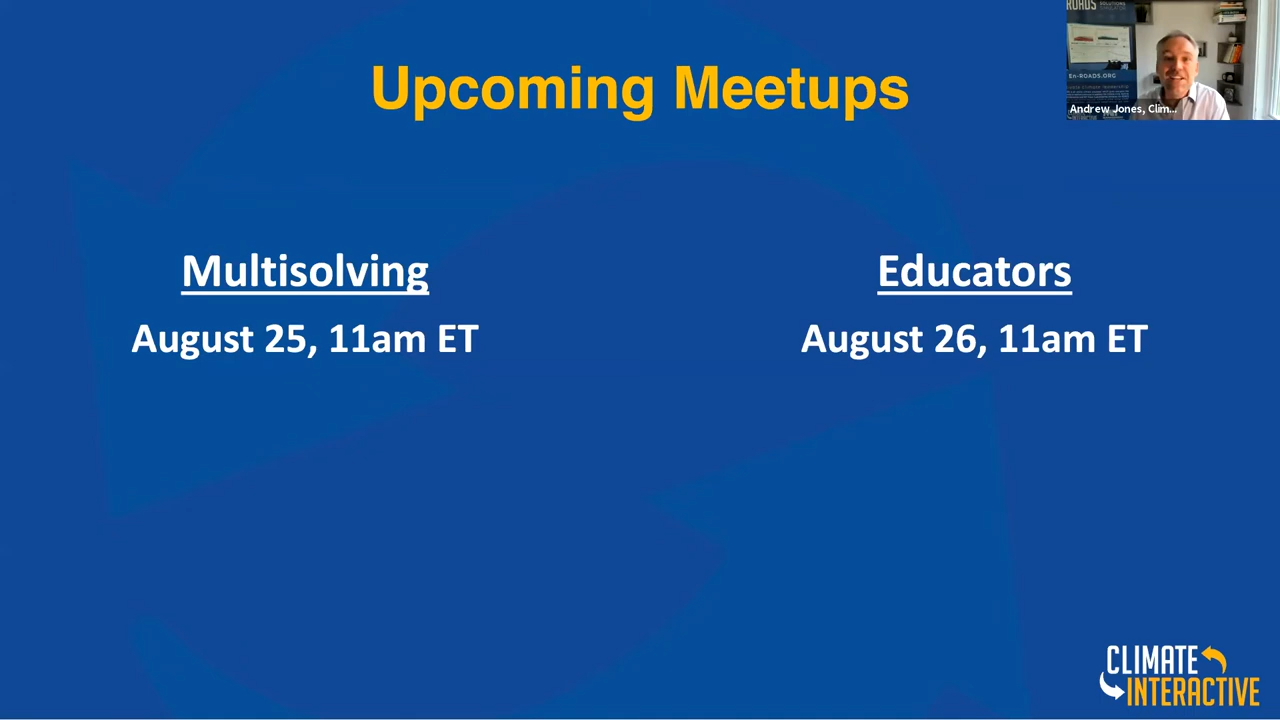 Upcoming Meetups
Multisolving
August 25, 11am ET
Educators
August 26, 11am ET
ROADS
En-ROADS.ORG
Andrew Jones, Clim...
CLIMATE
INTERACTIVE